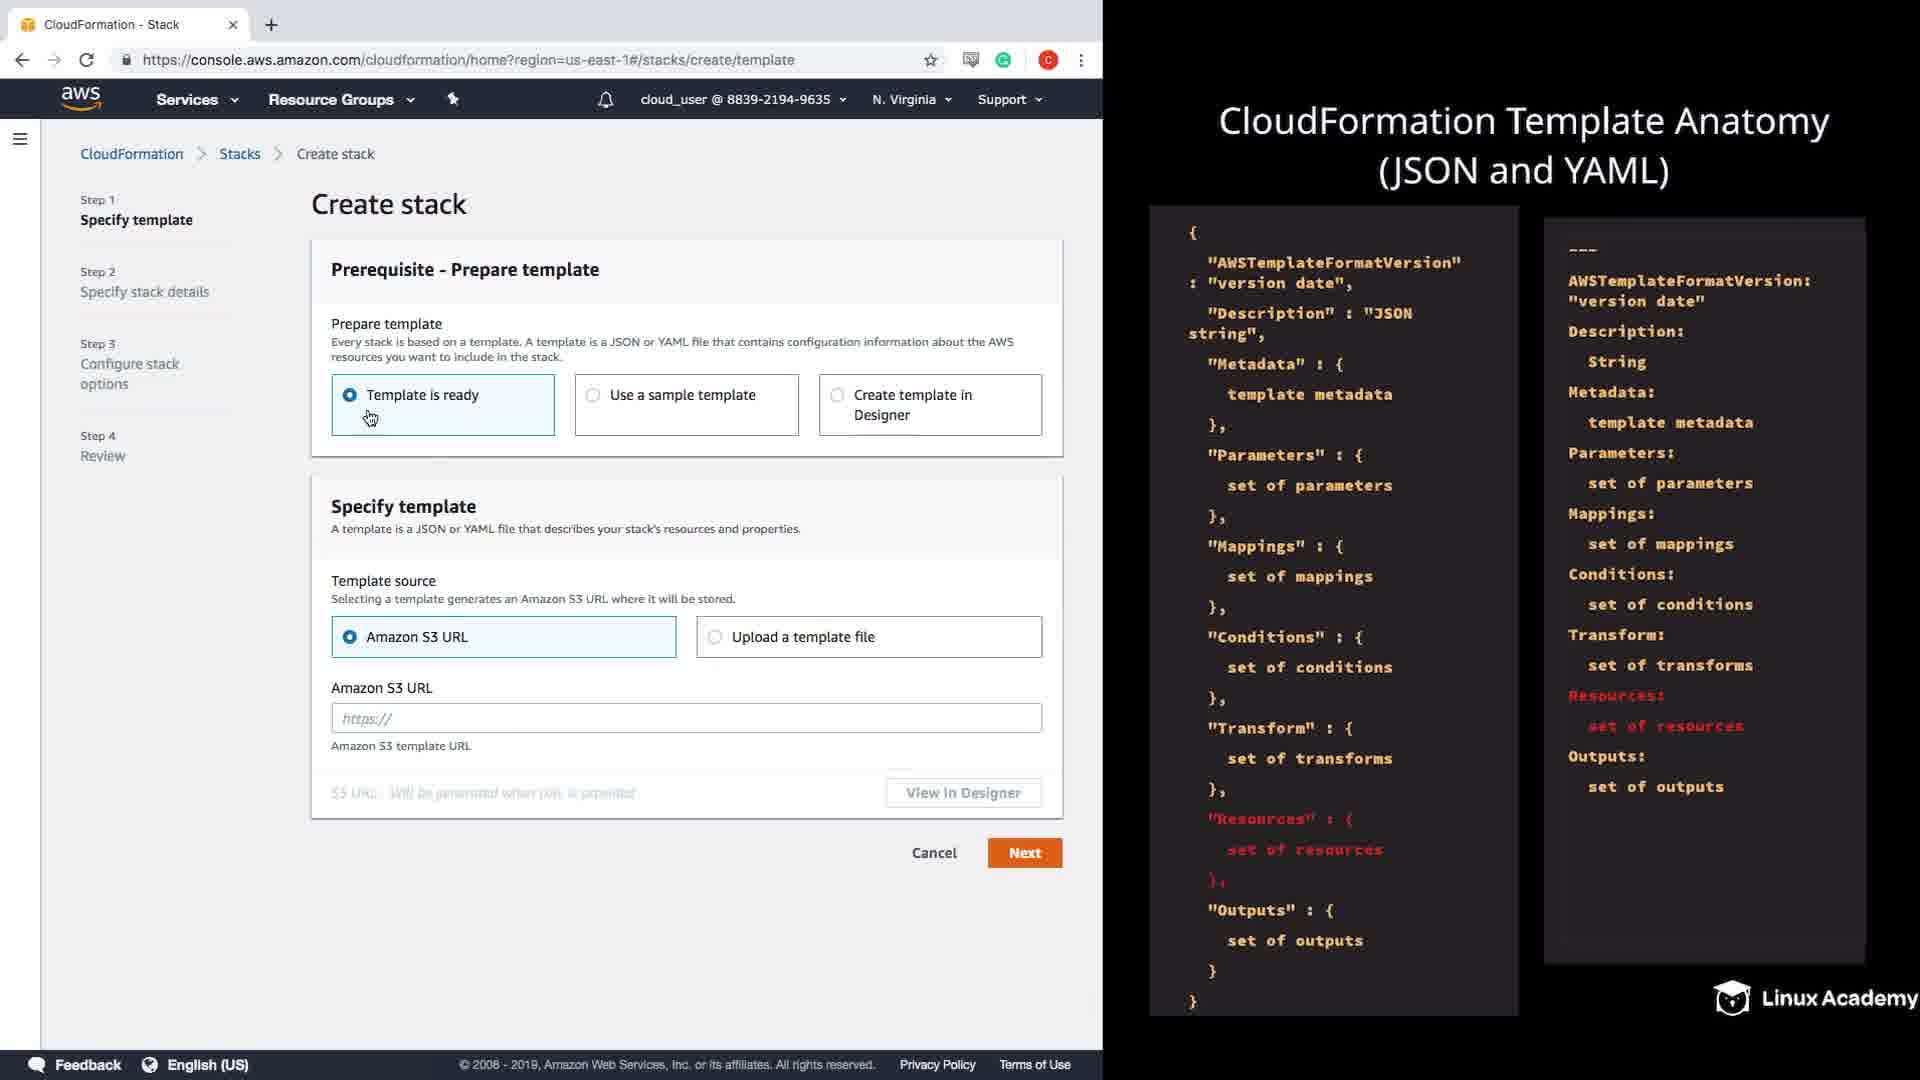 CloudFormation - Stack
https://console.aws.amazon.com/cloudformation/home?region=us-east-1#/stacks/create/template
C
aws
Services
Resource Groups
cloud_user @ 8839-2194-9635
N. Virginia
Support
CloudFormation
Stacks
Create stack
Step 1
Specify template
Step 2
Specify stack details
Step 3
Configure stack
options
Step 4
Review
Create stack
Prerequisite - Prepare template
Prepare template
Every stack is based on a template. A template is a JSON or YAML file that contains configuration information about the AWS
resources you want to include in the stack.
Template is ready
Use a sample template
Create template in
Designer
Specify template
A template is a JSON or YAML file that describes your stack's resources and properties.
Template source
Selecting a template generates an Amazon S3 URL where it will be stored.
Amazon S3 URL
Upload a template file
Amazon S3 URL
https://
Amazon S3 template URL
S3 URL: Will be generated when URL is provided
View in Designer
Cancel
Next
Feedback
English (US)
© 2008 - 2019, Amazon Web Services, Inc. or its affiliates. All rights reserved.
Privacy Policy
Terms of Use
CloudFormation Template Anatomy
(JSON and YAML)
{
"AWSTemplateFormatVersion"
: "version date",
"Description" : "JSON
string",
"Metadata" : {
template metadata
},
"Parameters" : {
set of parameters
},
"Mappings" : {
set of mappings
},
"Conditions" : {
set of conditions
},
"Transform" : {
set of transforms
},
"Resources" : {
set of resources
},
"Outputs" : {
set of outputs
}
}
---
AWSTemplateFormatVersion:
"version date"
Description:
String
Metadata:
template metadata
Parameters:
set of parameters
Mappings:
set of mappings
Conditions:
set of conditions
Transform:
set of transforms
Resources:
set of resources
Outputs:
set of outputs
Linux Academy